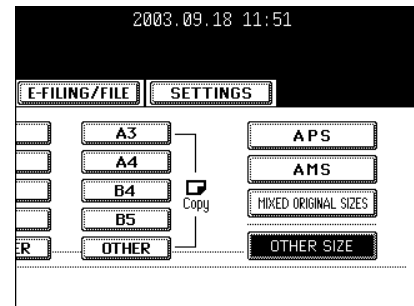 2003.09.18 11:51
E-FILING/FILE SETTINGS
A3 APS
A4 AMS
B4 Copy MIXED ORIGINAL SIZES
B5
ER OTHER OTHER SIZE